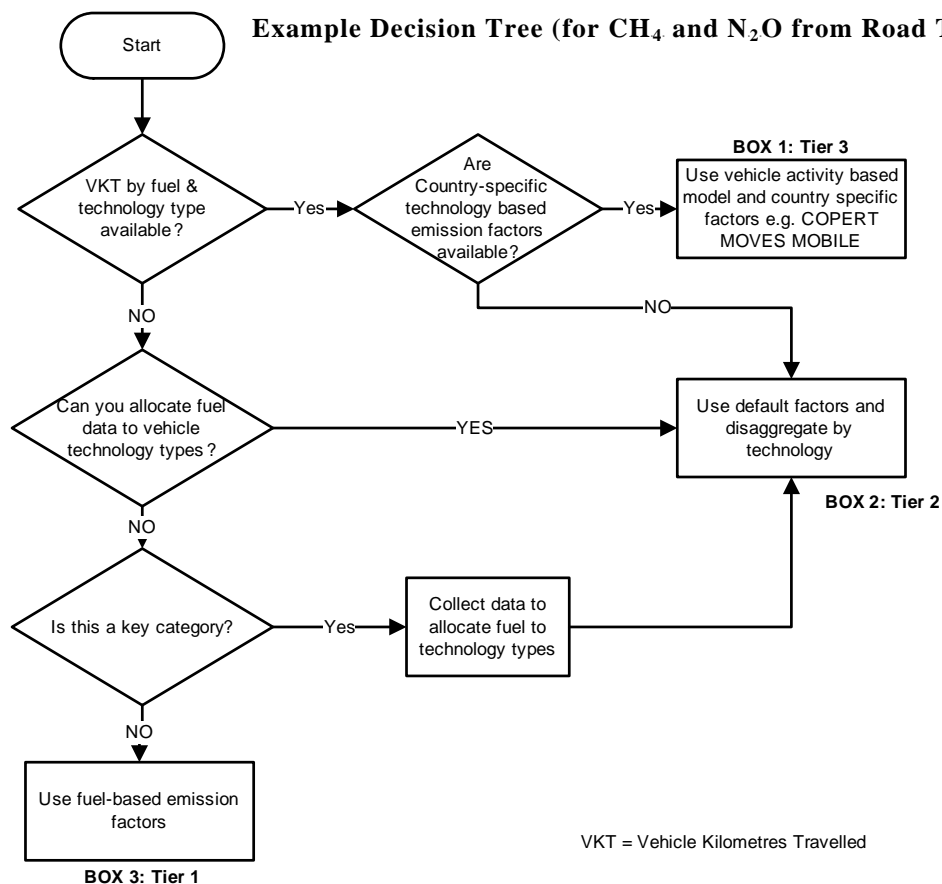 Example Decision Tree (for CH4 and N2O from Road T
Start
VKT by fuel &
technology type
available?
Yes
Are
Country-specific
technology based
emission factors
available?
Yes
BOX 1: Tier 3
Use vehicle activity based
model and country specific
factors e.g. COPERT
MOVES MOBILE
NO
NO
Can you allocate fuel
data to vehicle
technology types?
YES
Use default factors and
disaggregate by
technology
BOX 2: Tier 2
NO
Is this a key category?
Yes
Collect data to
allocate fuel to
technology types
NO
Use fuel-based emission
factors
BOX 3: Tier 1
VKT = Vehicle Kilometres Travelled